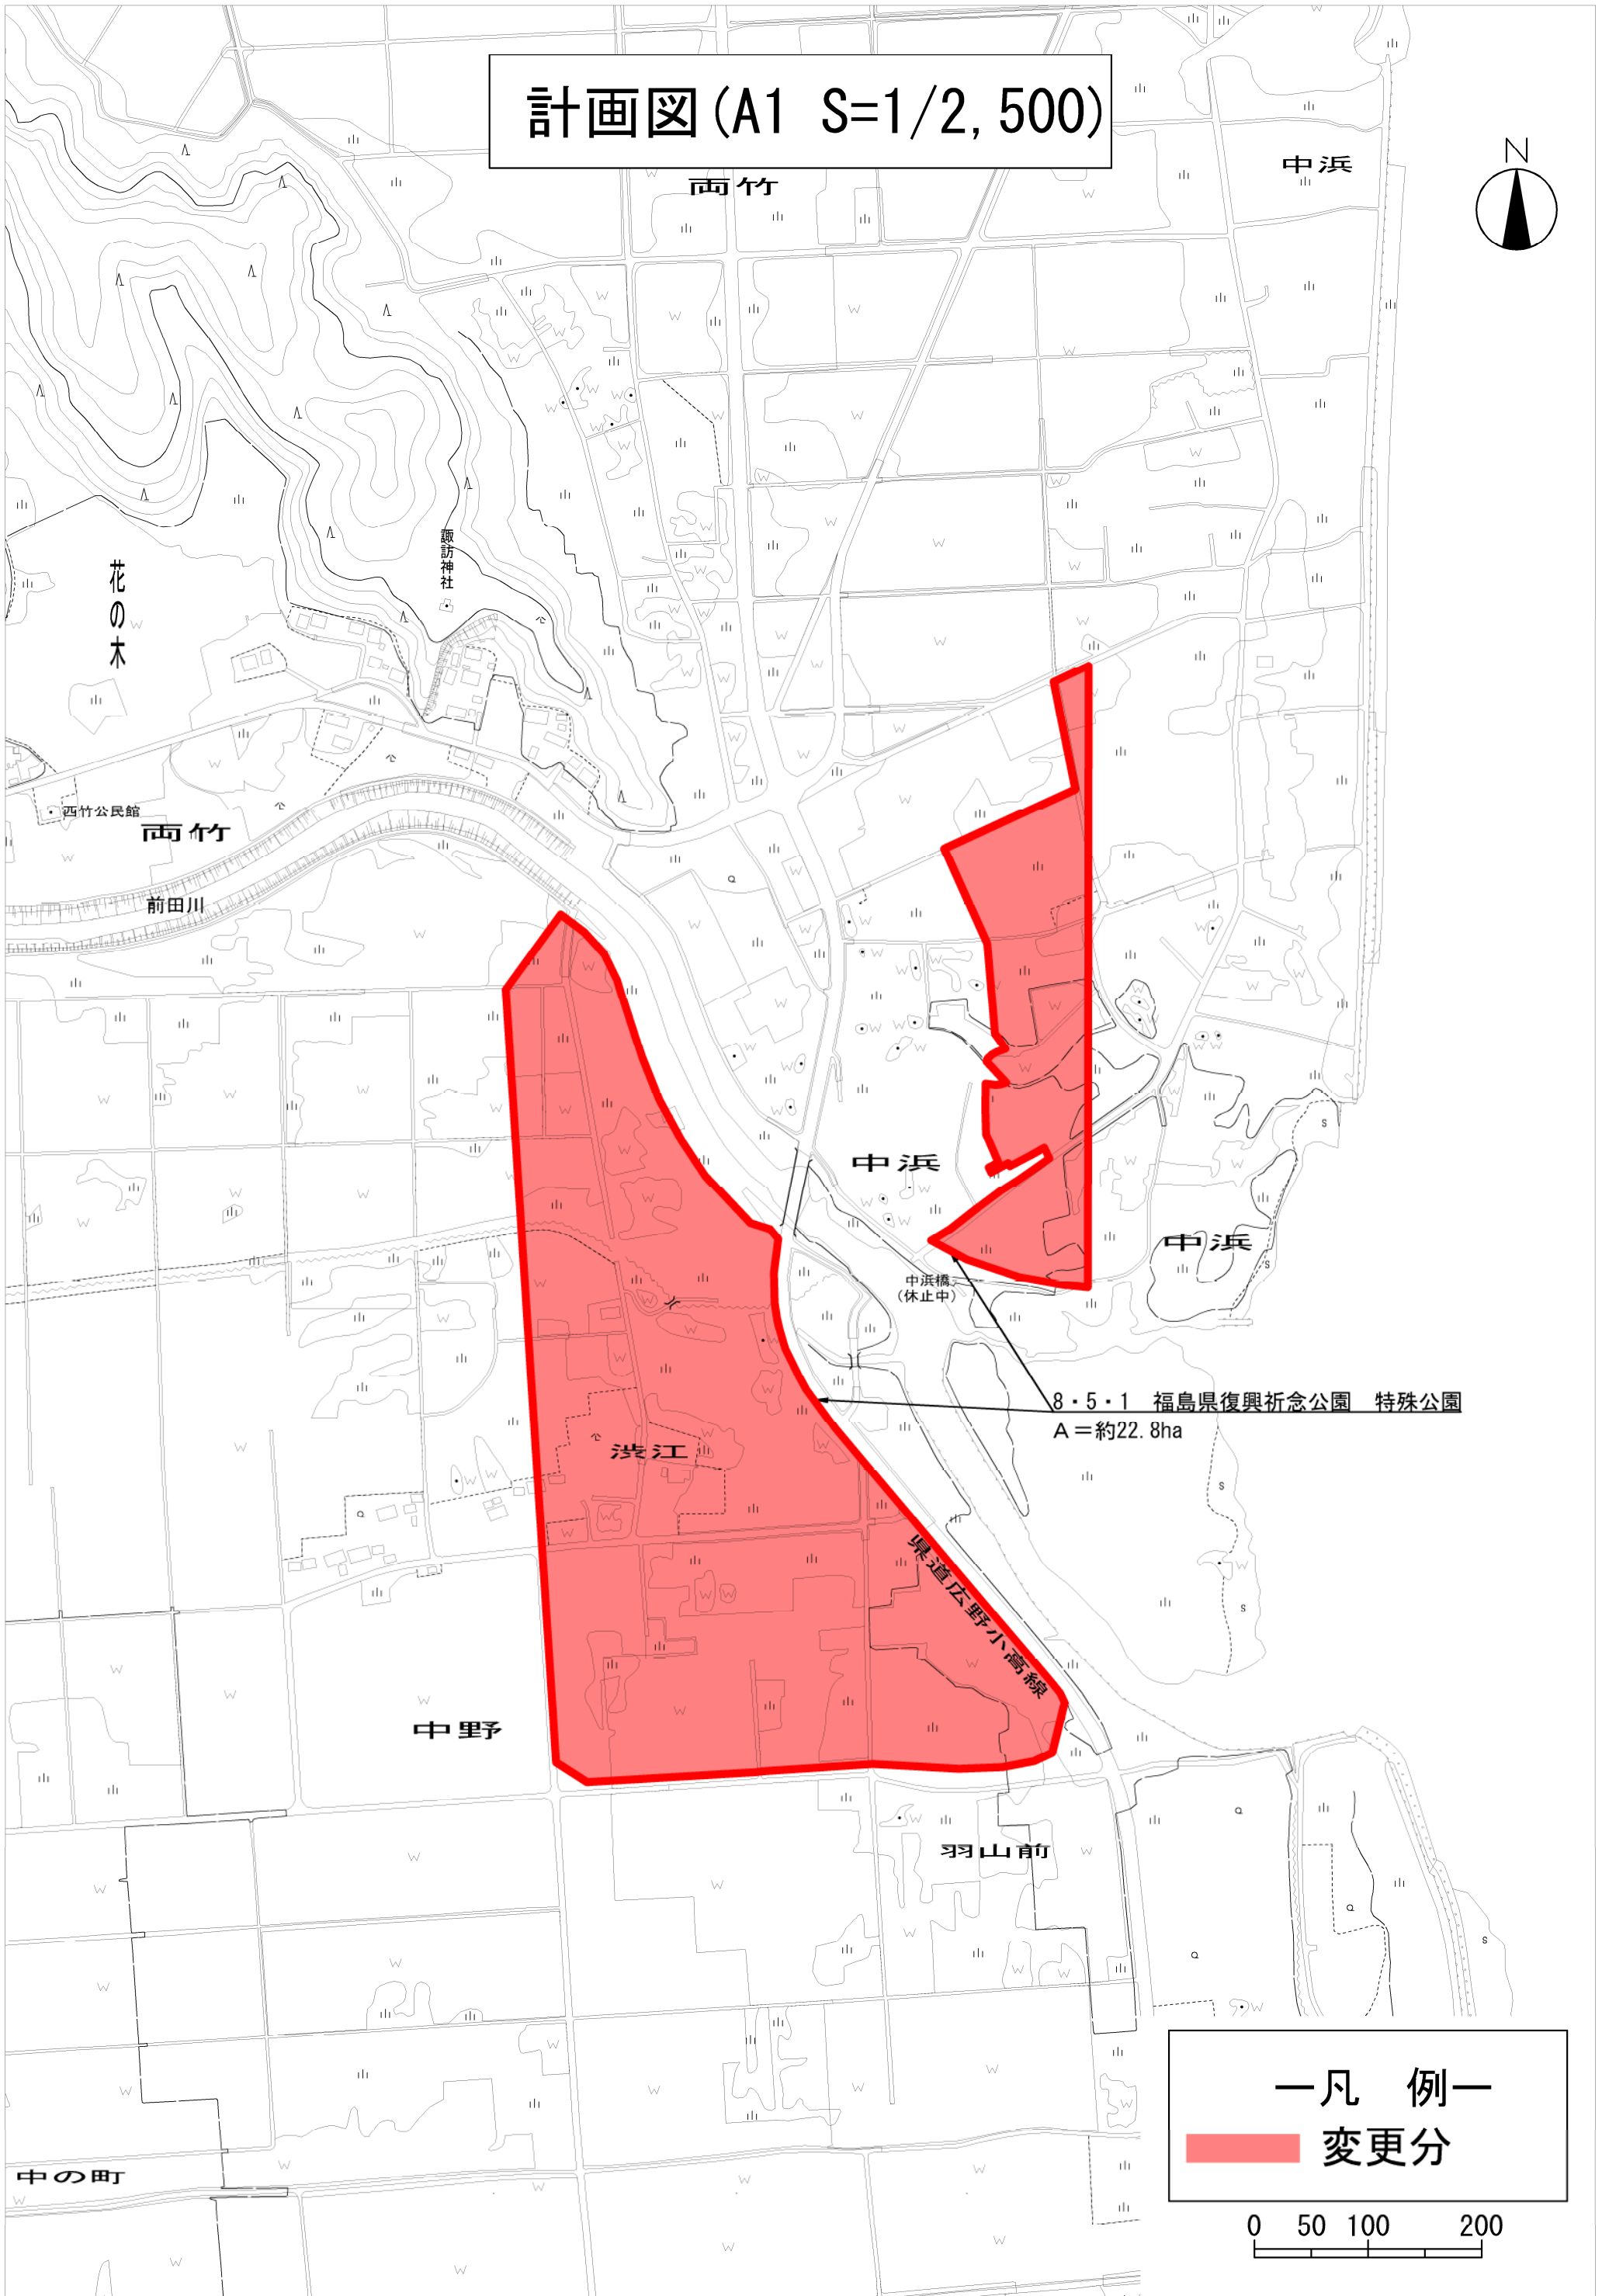 計画図(A1 S=1/2,500)
N
中浜
両竹
諏訪神社
花の木
西竹公民館
両竹
前田川
中浜
中浜
中浜橋
(休止中)
8・5・1 福島県復興祈念公園 特殊公園
A=約22.8ha
渋江
県道広野小高線
中野
羽山前
中の町
―凡 例―
変更分
0 50 100 200